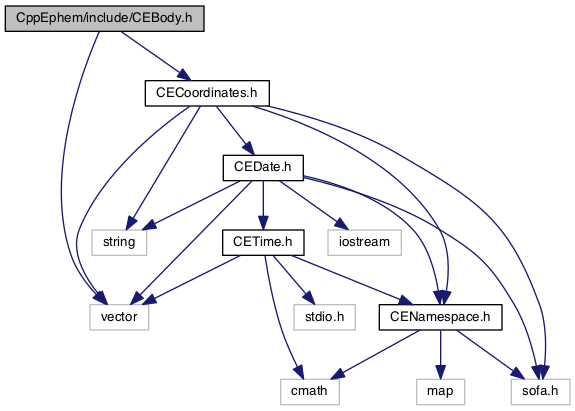 CppEphem/include/CEBody.h
CECoordinates.h
CEDate.h
string
CETime.h
iostream
vector
stdio.h
CENamespace.h
cmath
map
sofa.h